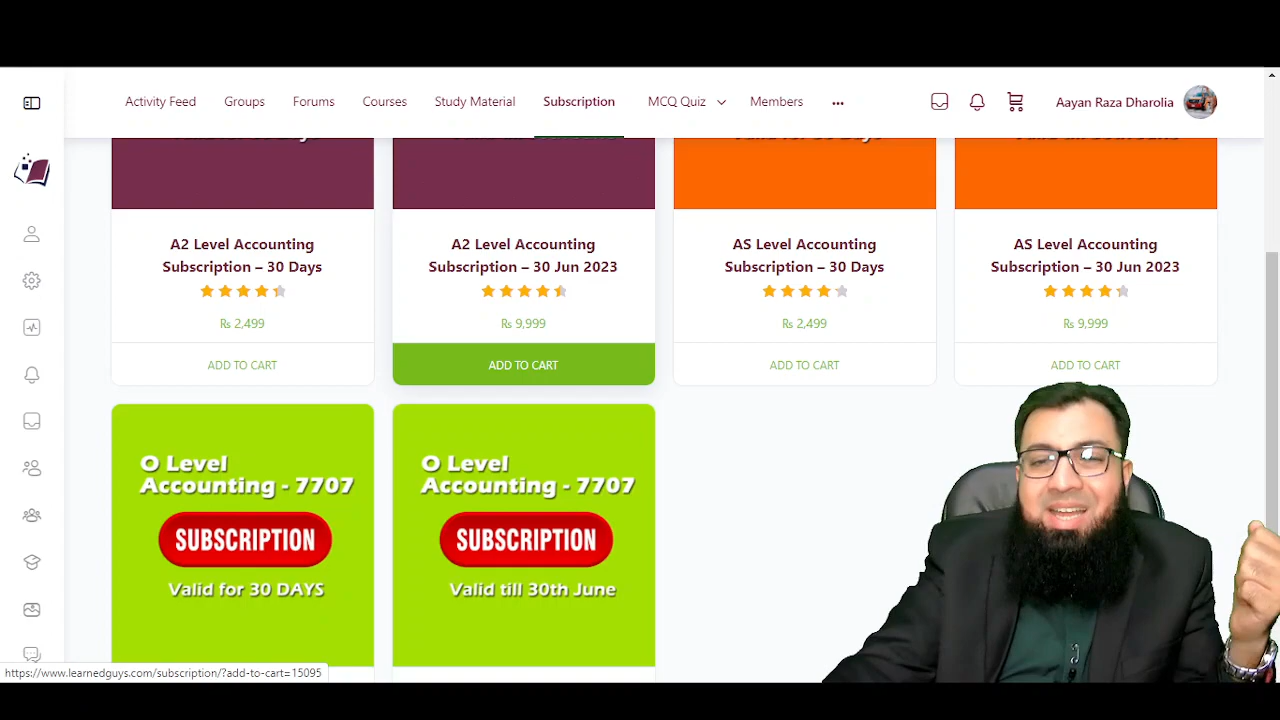 Activity Feed Groups Forums Courses Study Material Subscription MCQ Quiz Members ... Aayan Raza Dharolia
A2 Level Accounting
Subscription – 30 Days
₨ 2,499
ADD TO CART
A2 Level Accounting
Subscription – 30 Jun 2023
₨ 9,999
ADD TO CART
AS Level Accounting
Subscription – 30 Days
₨ 2,499
ADD TO CART
AS Level Accounting
Subscription – 30 Jun 2023
₨ 9,999
ADD TO CART
O Level
Accounting - 7707
SUBSCRIPTION
Valid for 30 DAYS
O Level
Accounting - 7707
SUBSCRIPTION
Valid till 30th June
https://www.learnedguys.com/subscription/?add-to-cart=15095